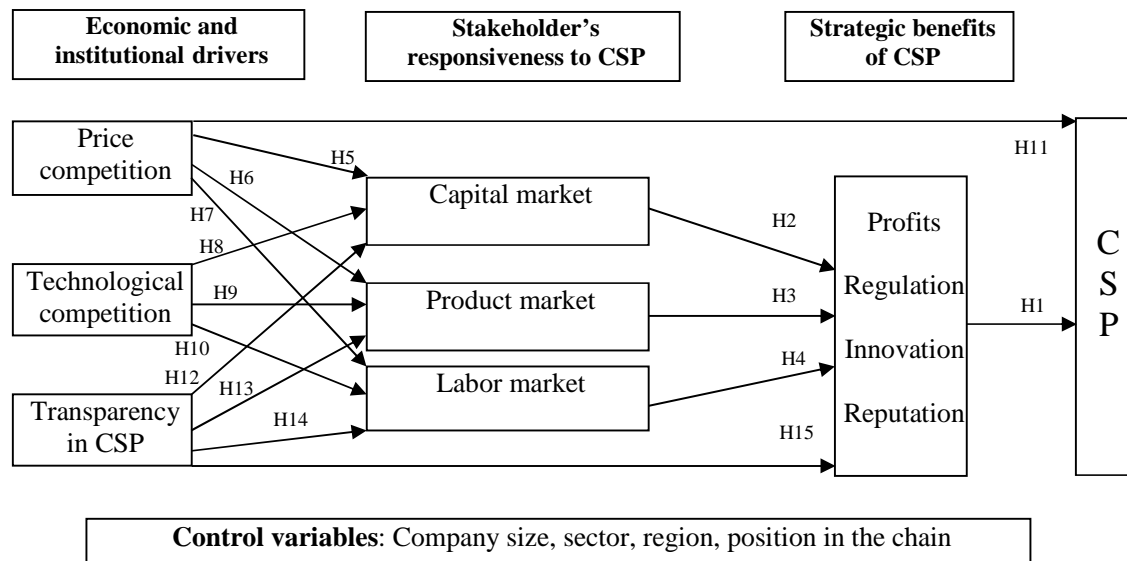 Economic and
institutional drivers
Stakeholder’s
responsiveness to CSP
Strategic benefits
of CSP
Price
competition
H11
H5
H6
H7
Capital market
H2
Profits
C
S
P
H8
Technological
competition
H9
Product market
H3
Regulation
H1
H10
H12
H13
Labor market
H4
Innovation
Transparency
in CSP
H14
H15
Reputation
Control variables: Company size, sector, region, position in the chain